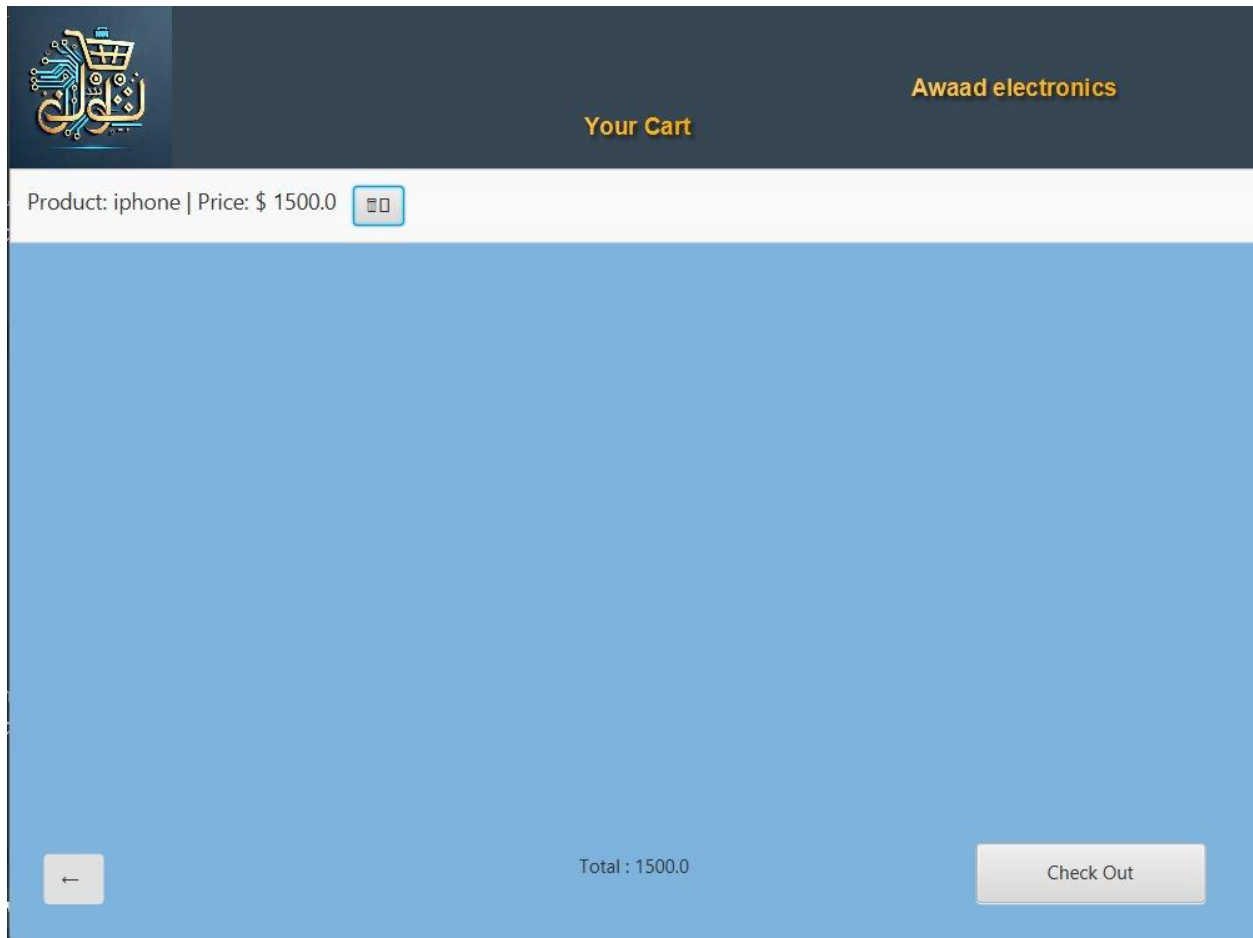 Awaad electronics
Your Cart
Product: iphone | Price: $ 1500.0
←
Total : 1500.0
Check Out